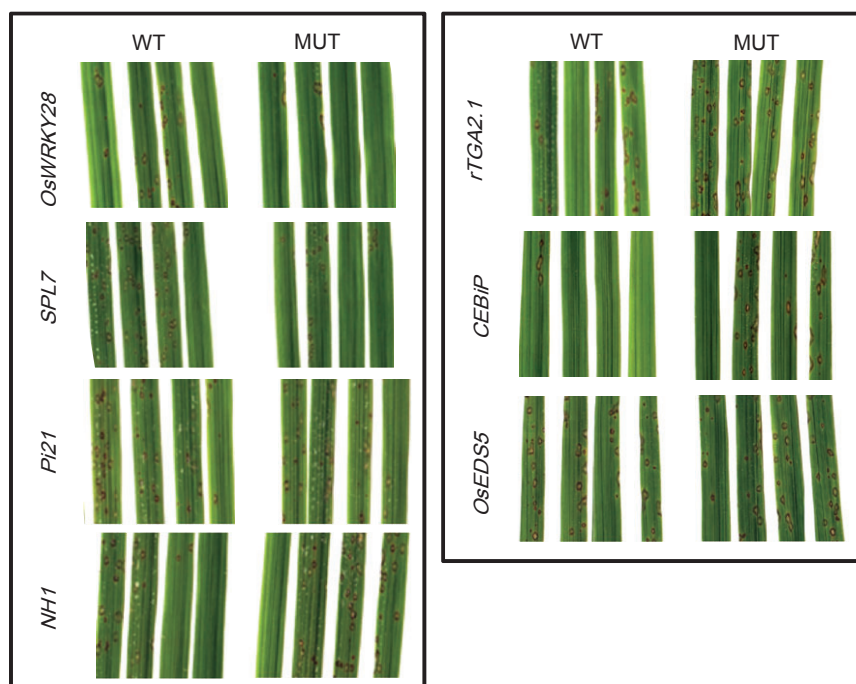 WT MUT
OsWRKY28
SPL7
Pi21
NH1
WT MUT
rTGA2.1
CEBiP
OsEDS5